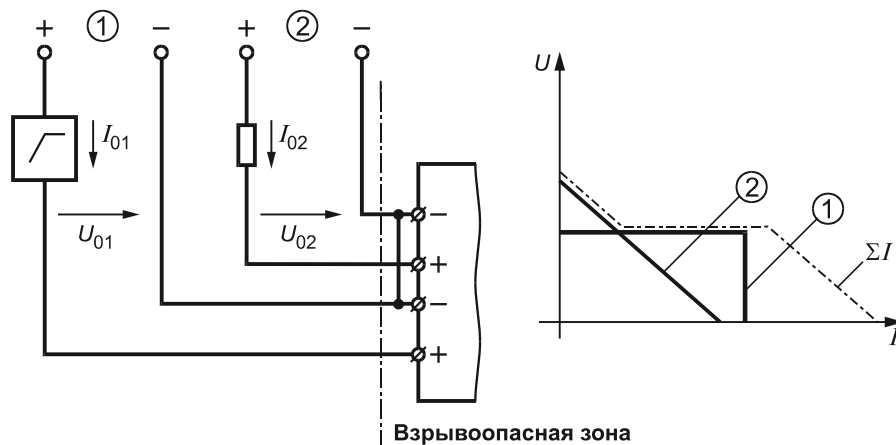 + ① − + ② −
I01
I02
U01
U02
−
+
−
+
Взрывоопасная зона
U
②
①
ΣI
I